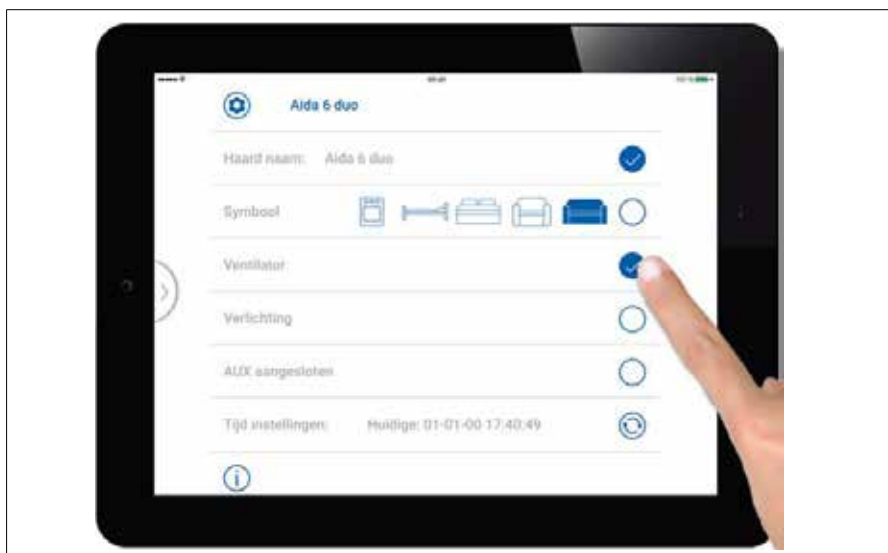 Aida 6 duo
Haard naam: Aida 6 duo
Symbool
Ventilator
Verlichting
AUX aangesloten
Tijd instellingen: Huidige: 01-01-00 17:40:49